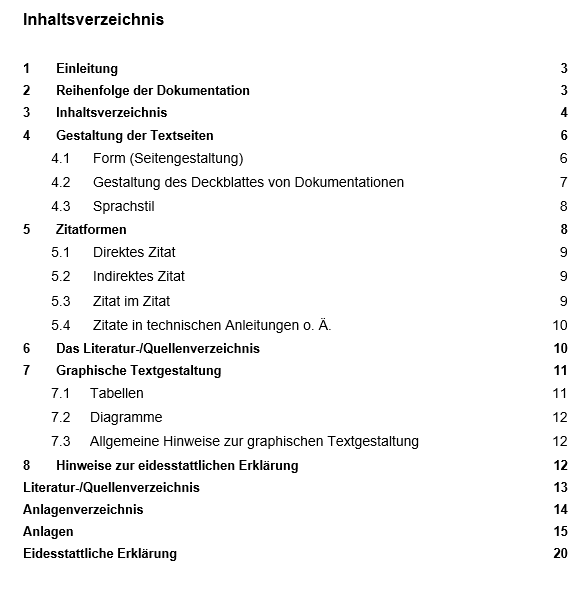 Inhaltsverzeichnis
1 Einleitung 3
2 Reihenfolge der Dokumentation 3
3 Inhaltsverzeichnis 4
4 Gestaltung der Textseiten 6
4.1 Form (Seitengestaltung) 6
4.2 Gestaltung des Deckblattes von Dokumentationen 7
4.3 Sprachstil 8
5 Zitatformen 8
5.1 Direktes Zitat 9
5.2 Indirektes Zitat 9
5.3 Zitat im Zitat 9
5.4 Zitate in technischen Anleitungen o. Ä. 10
6 Das Literatur-/Quellenverzeichnis 10
7 Graphische Textgestaltung 11
7.1 Tabellen 11
7.2 Diagramme 12
7.3 Allgemeine Hinweise zur graphischen Textgestaltung 12
8 Hinweise zur eidesstattlichen Erklärung 12
Literatur-/Quellenverzeichnis 13
Anlagenverzeichnis 14
Anlagen 15
Eidesstattliche Erklärung 20